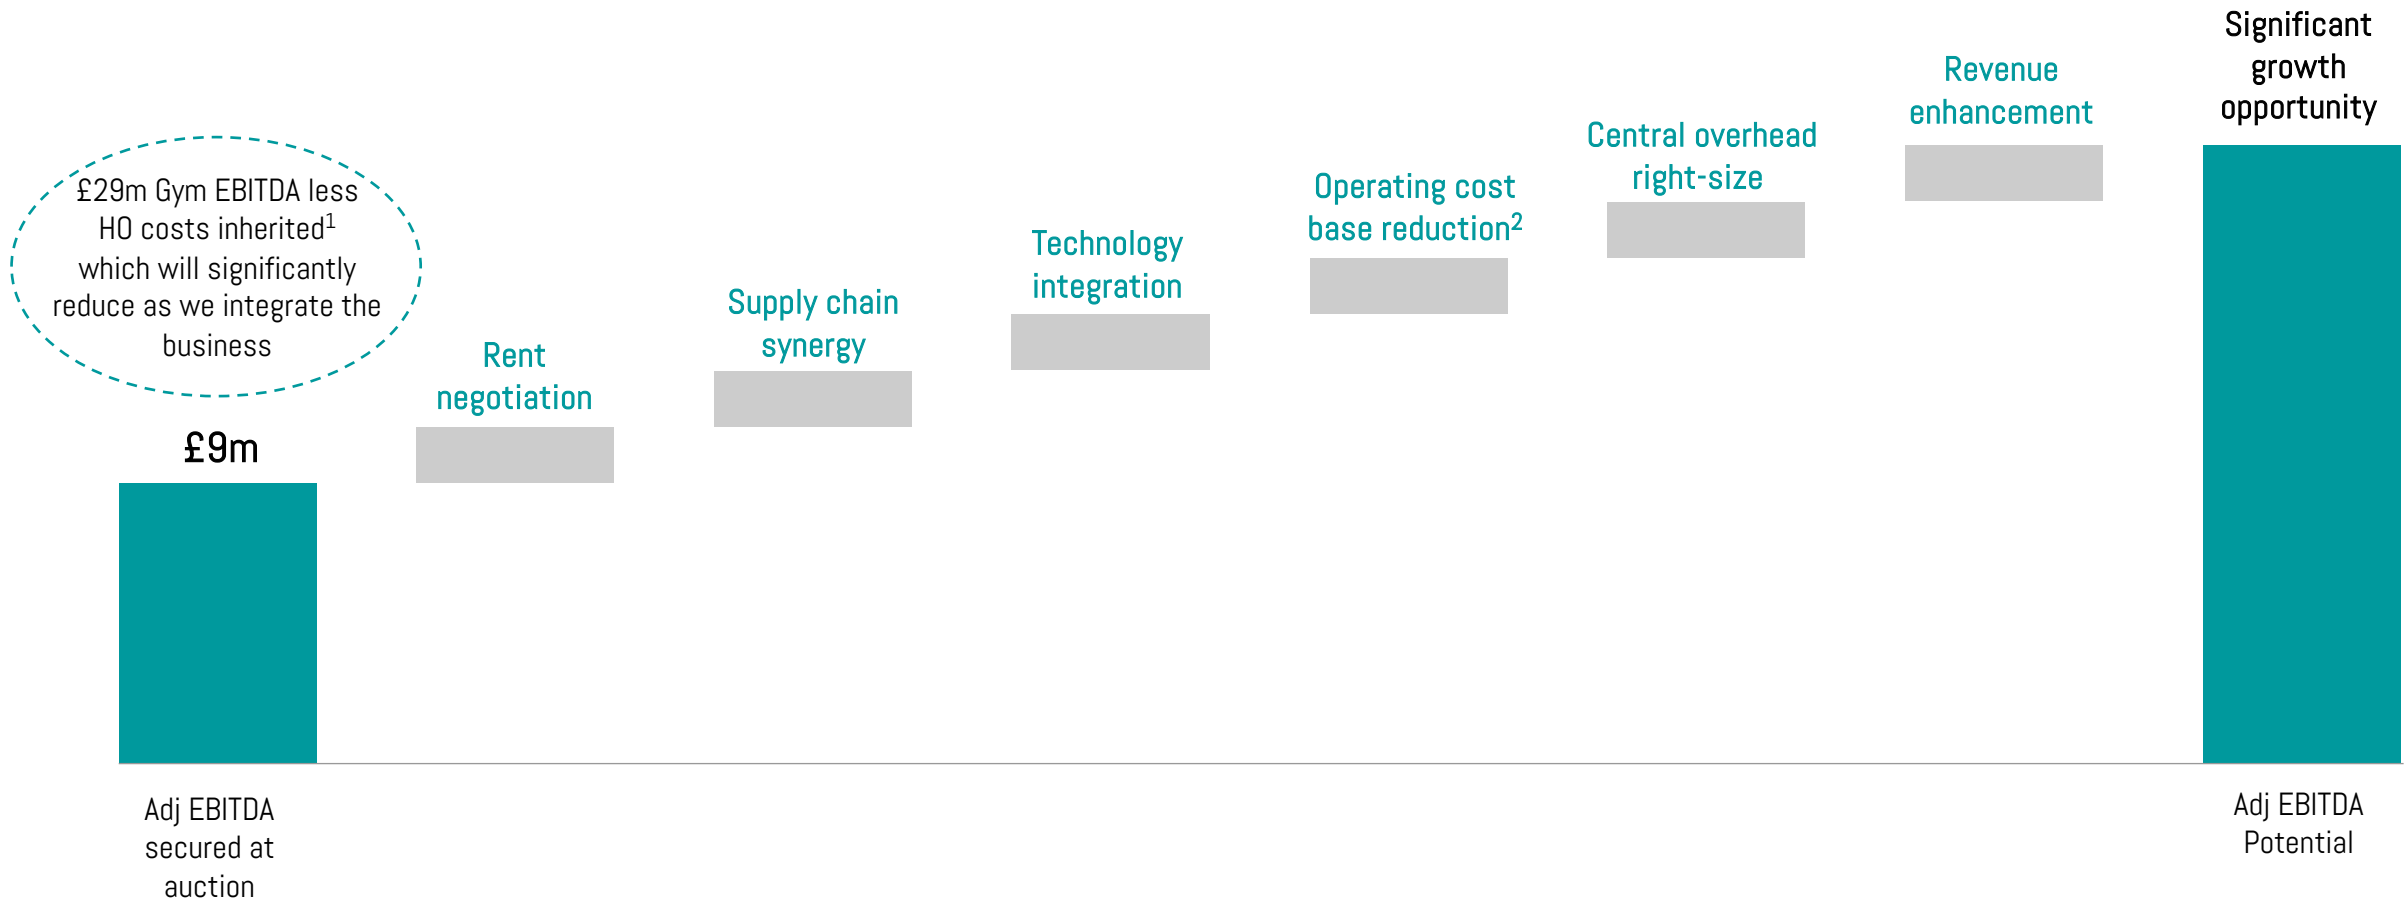 £29m Gym EBITDA less
HO costs inherited¹
which will significantly
reduce as we integrate the
business
£9m
Adj EBITDA
secured at
auction
Rent
negotiation
Supply chain
synergy
Technology
integration
Operating cost
base reduction²
Central overhead
right-size
Revenue
enhancement
Significant
growth
opportunity
Adj EBITDA
Potential